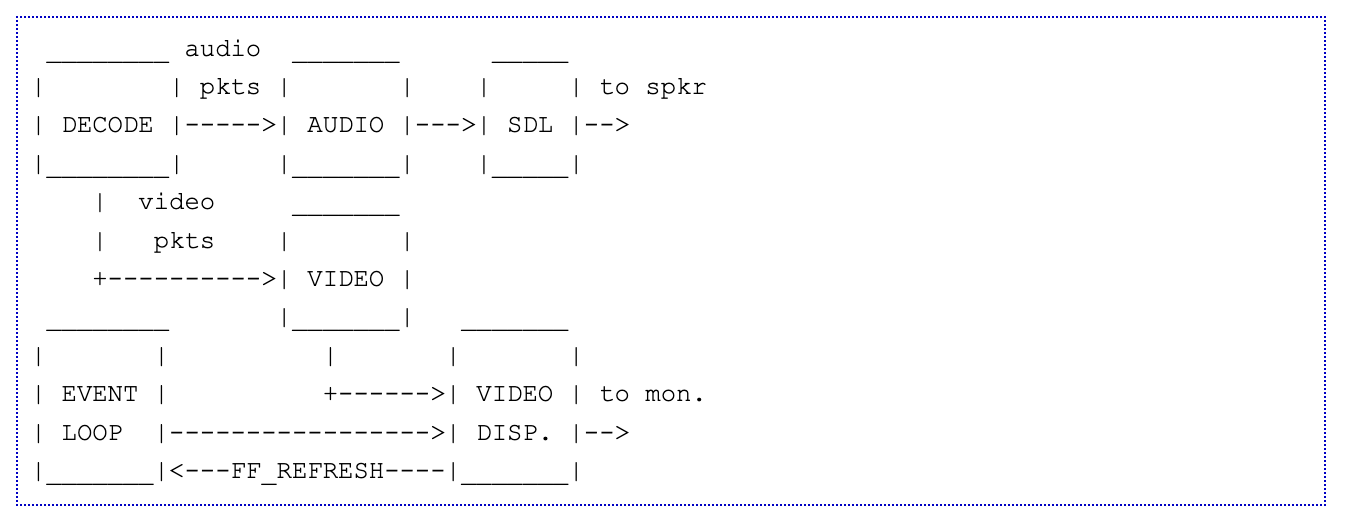 ________ audio  _______      _____
|        | pkts |       |    |     | to spkr
| DECODE |----->| AUDIO |--->| SDL |-->
|________|      |_______|    |_____|
    |  video     _______
    |   pkts    |       |
    +---------->| VIDEO |
 ________       |_______|   _______
|       |          |       |       |
| EVENT |          +------>| VIDEO | to mon.
| LOOP  |----------------->| DISP. |-->
|_______|<---FF_REFRESH----|_______|